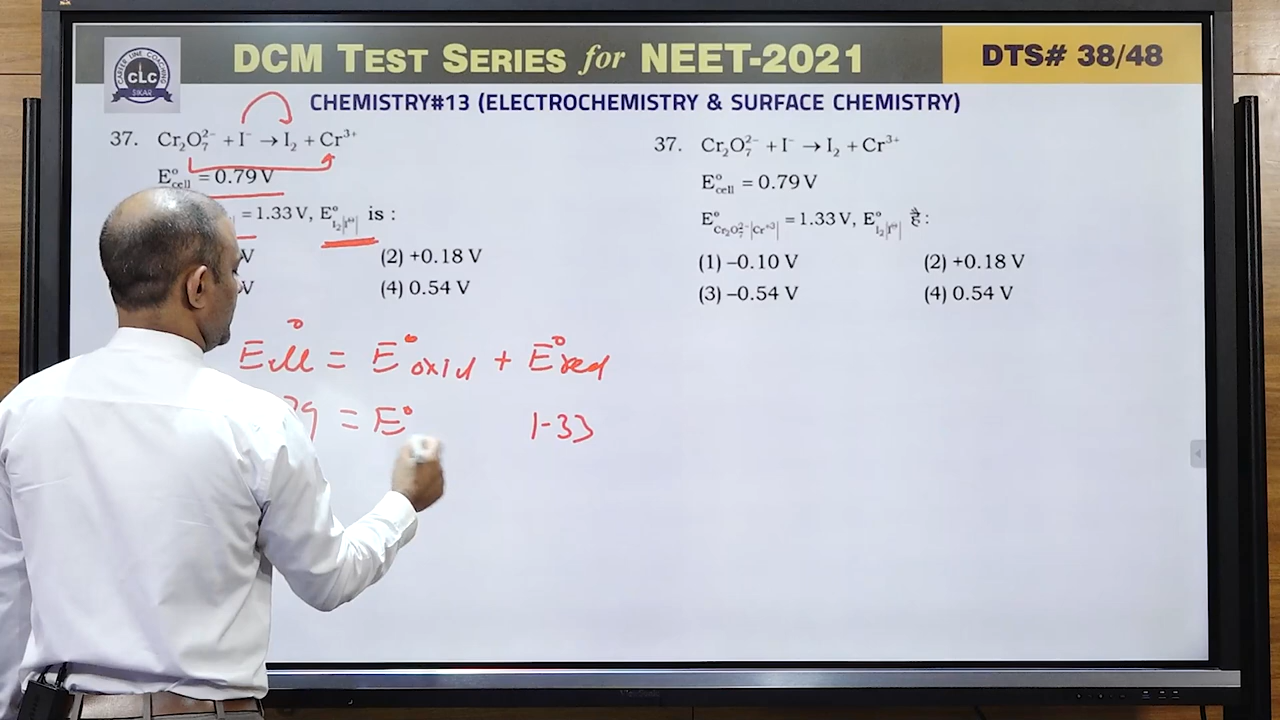 DCM TEST SERIES for NEET-2021
DTS# 38/48
CAREER LINE COACHING
CLC
SIKAR
CHEMISTRY#13 (ELECTROCHEMISTRY & SURFACE CHEMISTRY)
37. Cr₂O₇²⁻ + I⁻ → I₂ + Cr³⁺
E°cell = 0.79 V
= 1.33 V, E° I₂| is :
V (2) +0.18 V
V (4) 0.54 V
E°cell = E°oxid + E°red
= E° 1.33
37. Cr₂O₇²⁻ + I⁻ → I₂ + Cr³⁺
E°cell = 0.79 V
E° Cr₂O₇²⁻|Cr⁺³| = 1.33 V, E° I₂| है :
(1) –0.10 V (2) +0.18 V
(3) –0.54 V (4) 0.54 V